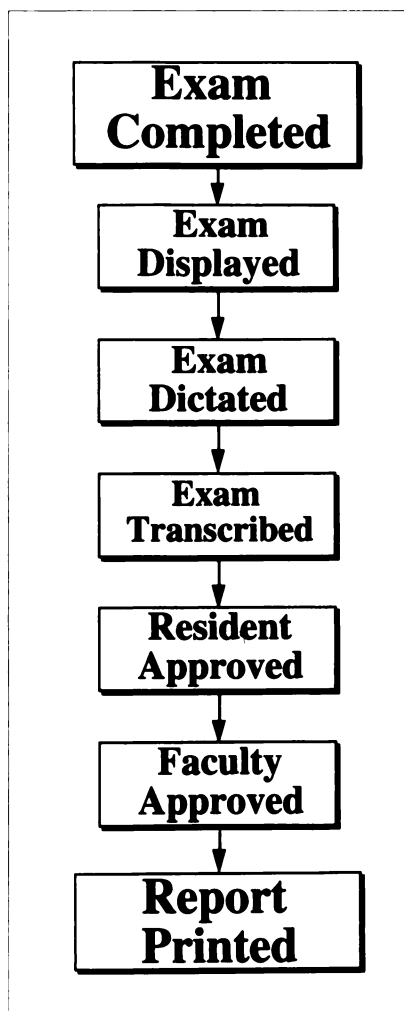 Exam
Completed
Exam
Displayed
Exam
Dictated
Exam
Transcribed
Resident
Approved
Faculty
Approved
Report
Printed